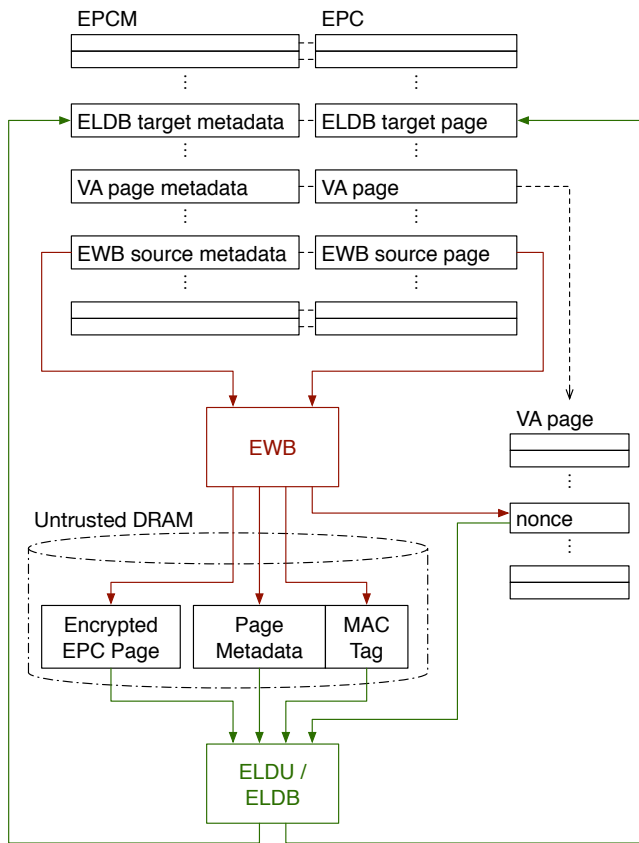 EPCM EPC
ELDB target metadata ELDB target page
VA page metadata VA page
EWB source metadata EWB source page
EWB
VA page
nonce
Untrusted DRAM
Encrypted
EPC Page
Page
Metadata
MAC
Tag
ELDU /
ELDB